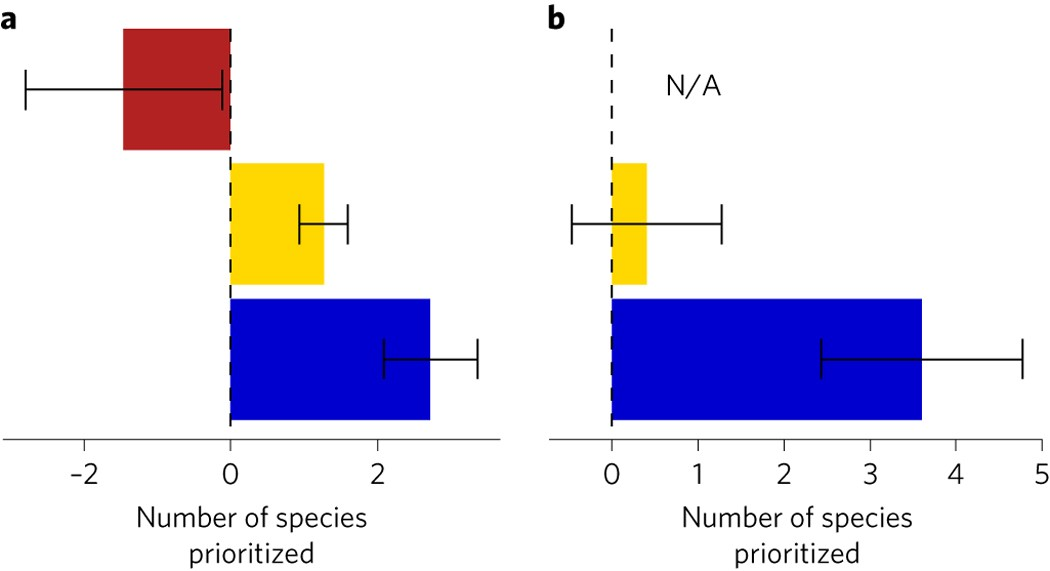 a
b
N/A
-2 0 2
0 1 2 3 4 5
Number of species
prioritized
Number of species
prioritized